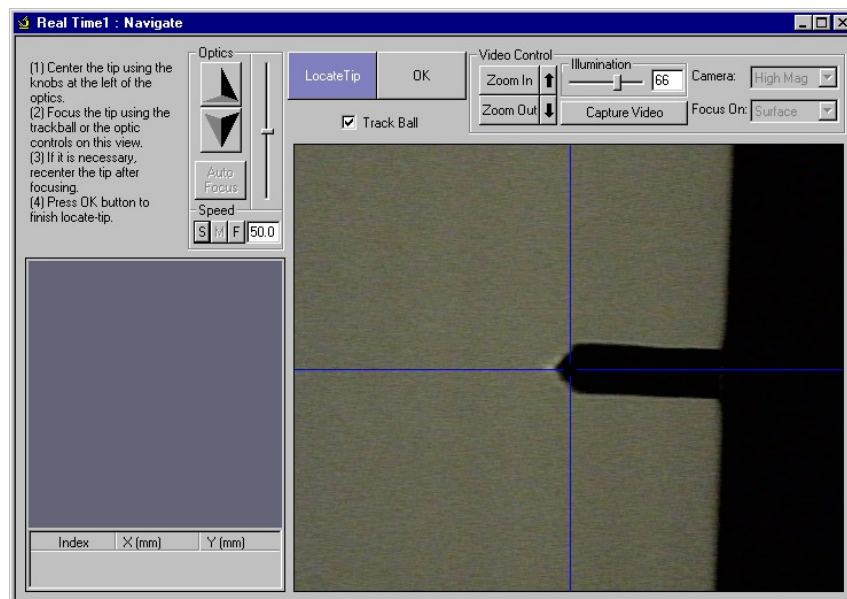 Real Time1 : Navigate
(1) Center the tip using the
knobs at the left of the
optics.
(2) Focus the tip using the
trackball or the optic
controls on this view.
(3) If it is necessary,
recenter the tip after
focusing.
(4) Press OK button to
finish locate-tip.
Optics
Auto
Focus
Speed
S M F 50.0
LocateTip OK
Track Ball
Video Control
Zoom In
Zoom Out
Illumination
66
Capture Video
Camera: High Mag
Focus On: Surface
Index X (mm) Y (mm)